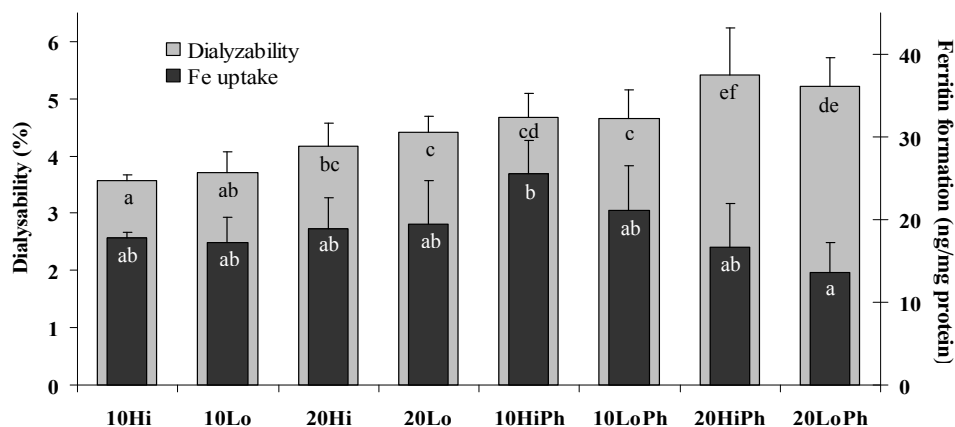 Dialyzability
Fe uptake
Dialysability (%)
6
5
4
3
2
1
0
Ferritin formation (ng/mg protein)
40
30
20
10
0
a
ab
bc
c
cd
c
ef
de
ab
ab
ab
ab
b
ab
ab
a
10Hi 10Lo 20Hi 20Lo 10HiPh 10LoPh 20HiPh 20LoPh